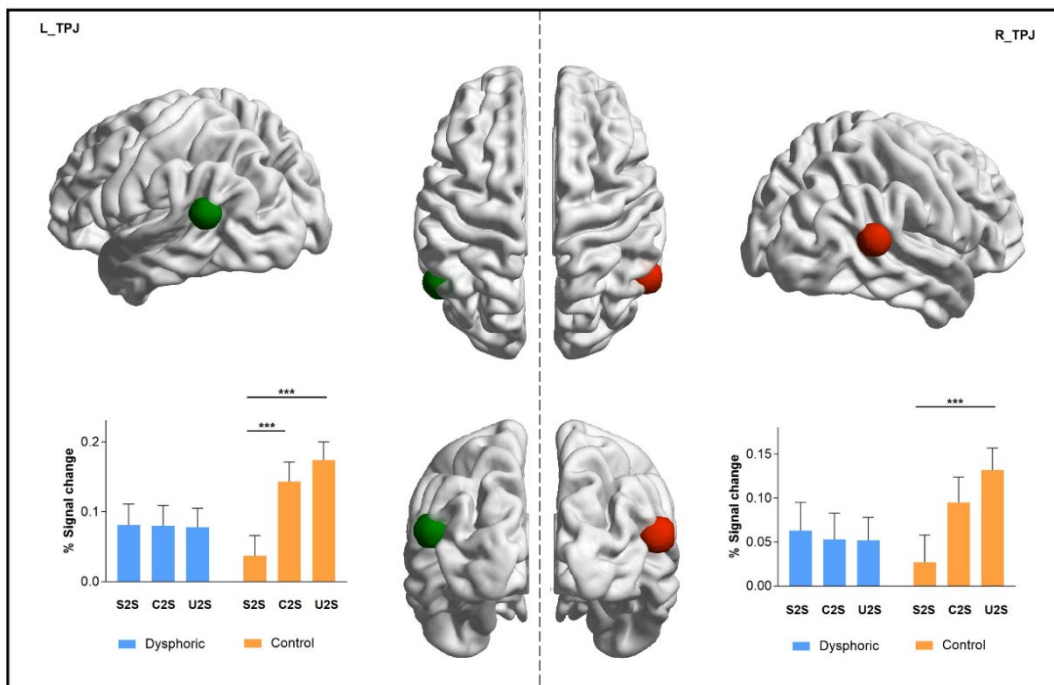 L_TPJ
R_TPJ
% Signal change
0.2
0.1
0.0
***
***
S2S C2S U2S S2S C2S U2S
Dysphoric Control
% Signal change
0.15
0.10
0.05
0.00
***
S2S C2S U2S S2S C2S U2S
Dysphoric Control